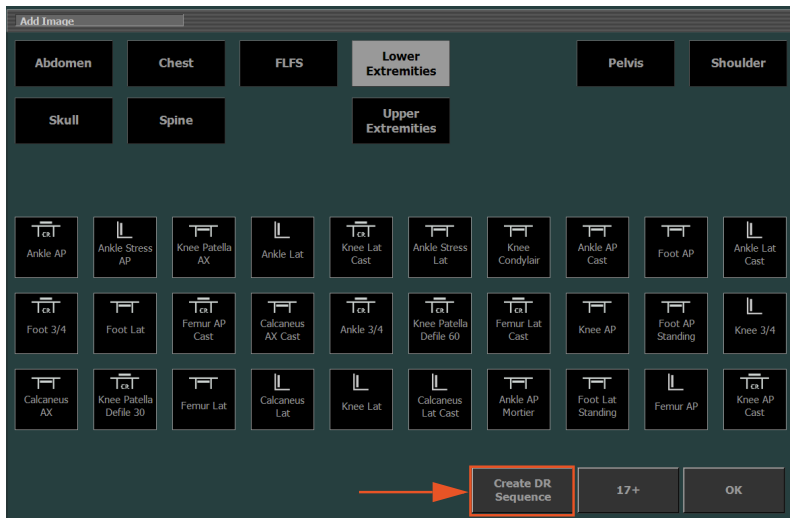 Add Image
Abdomen
Chest
FLFS
Lower
Extremities
Pelvis
Shoulder
Skull
Spine
Upper
Extremities
CR
Ankle AP
Ankle Stress
AP
Knee Patella
AX
Ankle Lat
CR
Knee Lat
Cast
Ankle Stress
Lat
Knee
Condylair
Ankle AP
Cast
Foot AP
Ankle Lat
Cast
CR
Foot 3/4
Foot Lat
CR
Femur AP
Cast
Calcaneus
AX Cast
CR
Ankle 3/4
CR
Knee Patella
Defile 60
CR
Femur Lat
Cast
Knee AP
Foot AP
Standing
Knee 3/4
Calcaneus
AX
CR
Knee Patella
Defile 30
Femur Lat
Calcaneus
Lat
Knee Lat
Calcaneus
Lat Cast
Ankle AP
Mortier
Foot Lat
Standing
Femur AP
CR
Knee AP
Cast
Create DR
Sequence
17+
OK